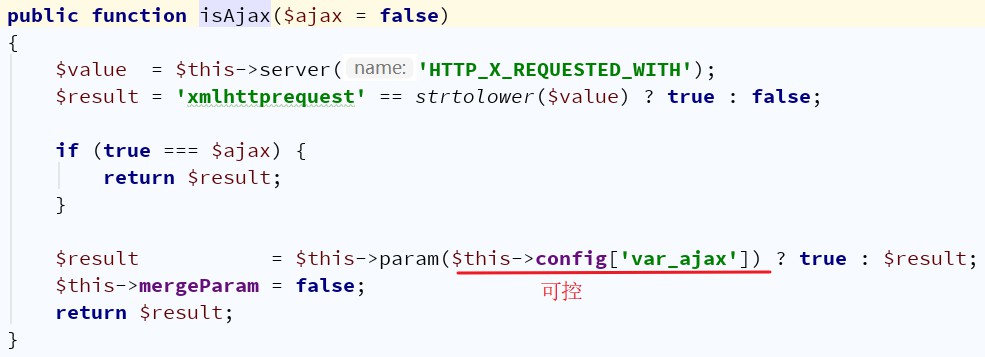 public function isAjax($ajax = false)
{
$value = $this->server( name: 'HTTP_X_REQUESTED_WITH');
$result = 'xmlhttprequest' == strtolower($value) ? true : false;
if (true === $ajax) {
return $result;
}
$result = $this->param($this->config['var_ajax']) ? true : $result;
$this->mergeParam = false;
可控
return $result;
}